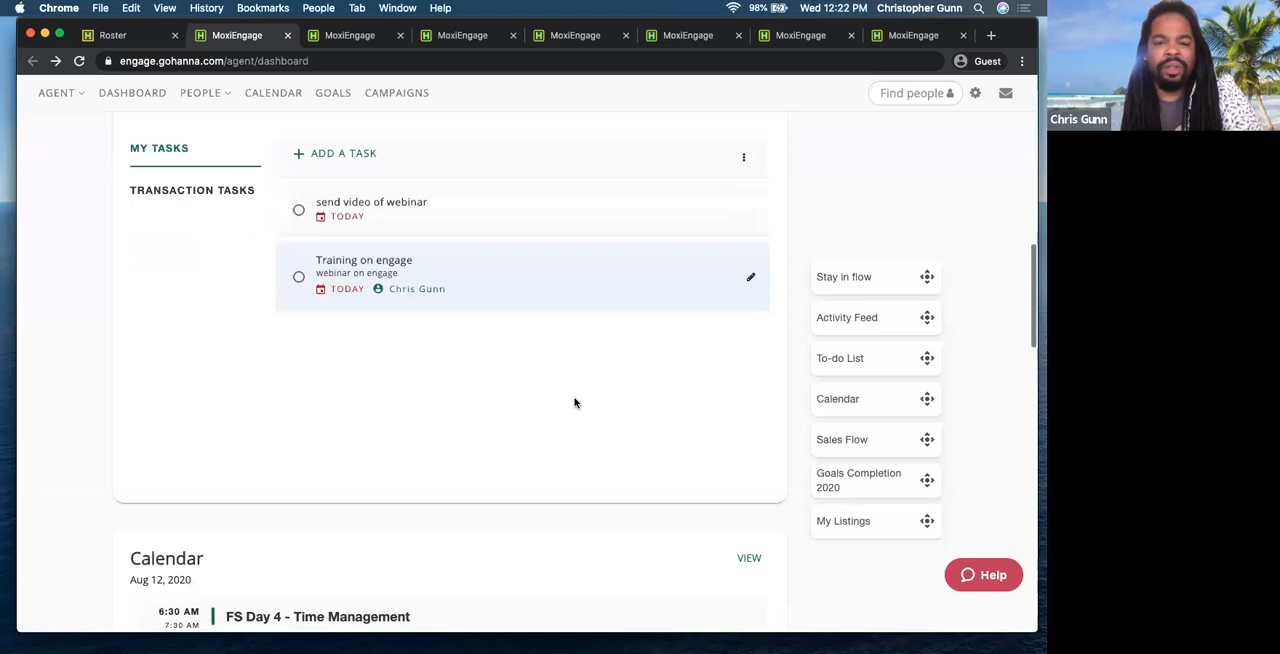 Chrome File Edit View History Bookmarks People Tab Window Help 98% Wed 12:22 PM Christopher Gunn
Roster MoxiEngage MoxiEngage MoxiEngage MoxiEngage MoxiEngage MoxiEngage MoxiEngage
engage.gohanna.com/agent/dashboard Guest
AGENT DASHBOARD PEOPLE CALENDAR GOALS CAMPAIGNS Find people
Chris Gunn
MY TASKS
TRANSACTION TASKS
+ ADD A TASK
send video of webinar
TODAY
Training on engage
webinar on engage
TODAY Chris Gunn
Stay in flow
Activity Feed
To-do List
Calendar
Sales Flow
Goals Completion
2020
My Listings
Help
Calendar VIEW
Aug 12, 2020
6:30 AM FS Day 4 - Time Management
7:30 AM